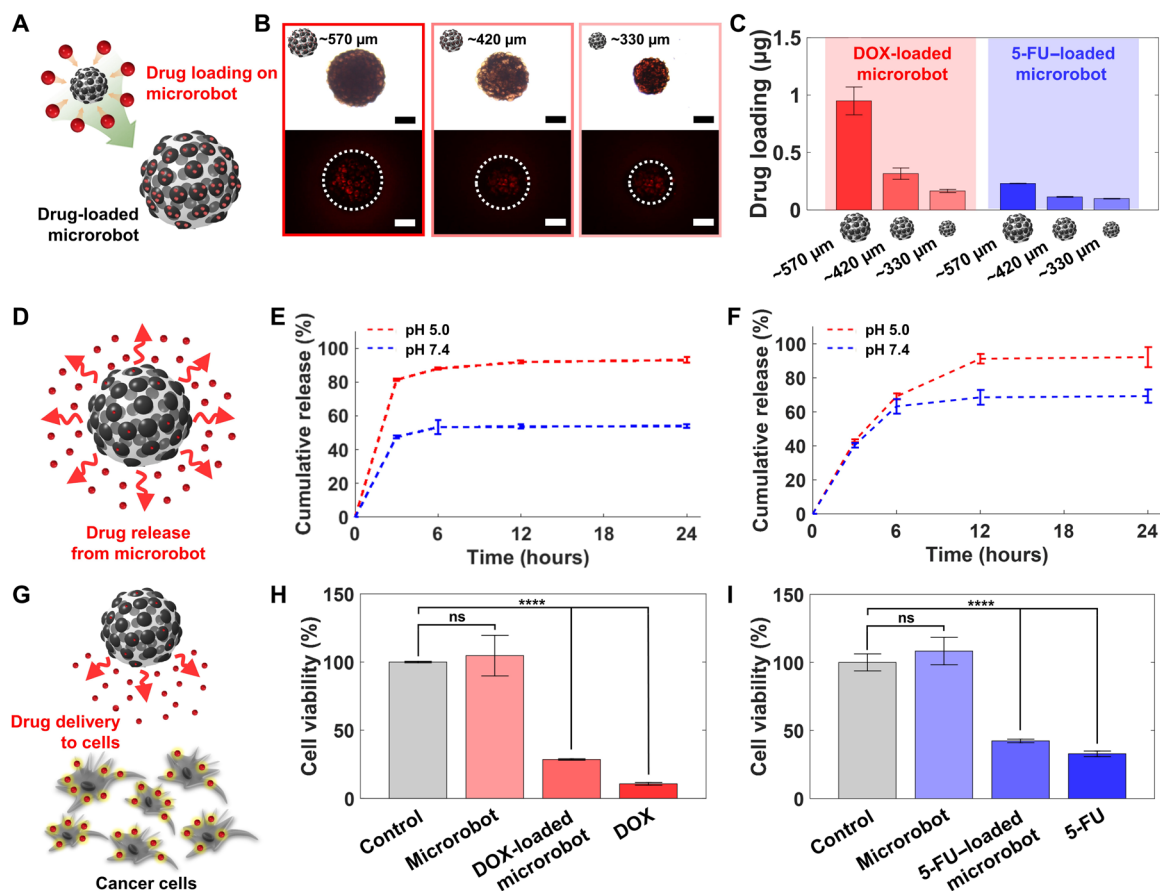 A
Drug loading on
microrobot
Drug-loaded
microrobot
B
~570 µm
~420 µm
~330 µm
C
Drug loading (µg)
1.5
1
0.5
0
DOX-loaded
microrobot
5-FU–loaded
microrobot
~570 µm
~420 µm
~330 µm
~570 µm
~420 µm
~330 µm
D
Drug release
from microrobot
E
Cumulative release (%)
100
80
60
40
20
0
pH 5.0
pH 7.4
0
6
12
18
24
Time (hours)
F
Cumulative release (%)
100
80
60
40
20
0
pH 5.0
pH 7.4
0
6
12
18
24
Time (hours)
G
Drug delivery
to cells
Cancer cells
H
Cell viability (%)
150
100
50
0
****
ns
Control
Microrobot
DOX-loaded
microrobot
DOX
I
Cell viability (%)
150
100
50
0
****
ns
Control
Microrobot
5-FU–loaded
microrobot
5-FU